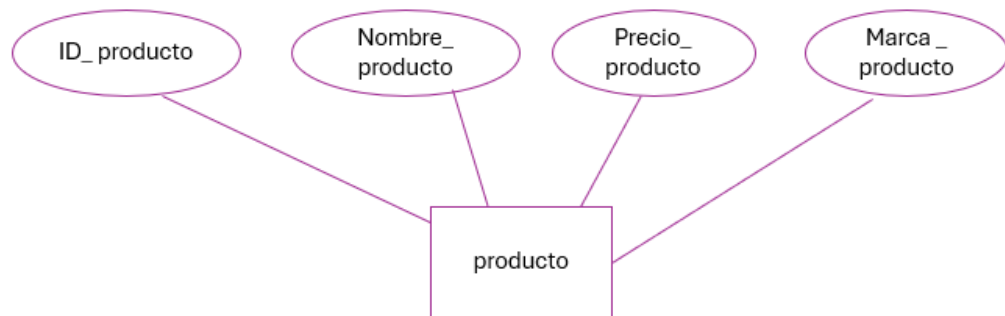 ID_ producto
Nombre_
producto
Precio_
producto
Marca _
producto
producto